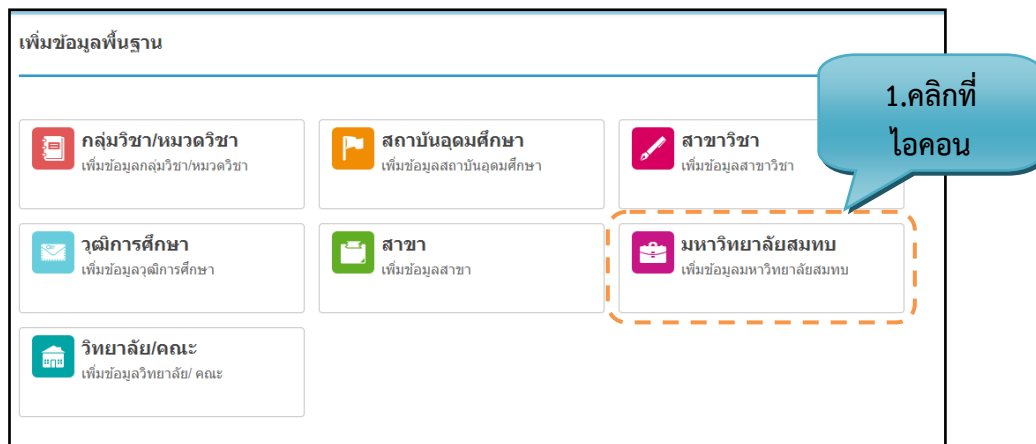 เพิ่มข้อมูลพื้นฐาน
1.คลิกที่
ไอคอน
กลุ่มวิชา/หมวดวิชา
เพิ่มข้อมูลกลุ่มวิชา/หมวดวิชา
สถาบันอุดมศึกษา
เพิ่มข้อมูลสถาบันอุดมศึกษา
สาขาวิชา
เพิ่มข้อมูลสาขาวิชา
วุฒิการศึกษา
เพิ่มข้อมูลวุฒิการศึกษา
สาขา
เพิ่มข้อมูลสาขา
มหาวิทยาลัยสมทบ
เพิ่มข้อมูลมหาวิทยาลัยสมทบ
วิทยาลัย/คณะ
เพิ่มข้อมูลวิทยาลัย/ คณะ